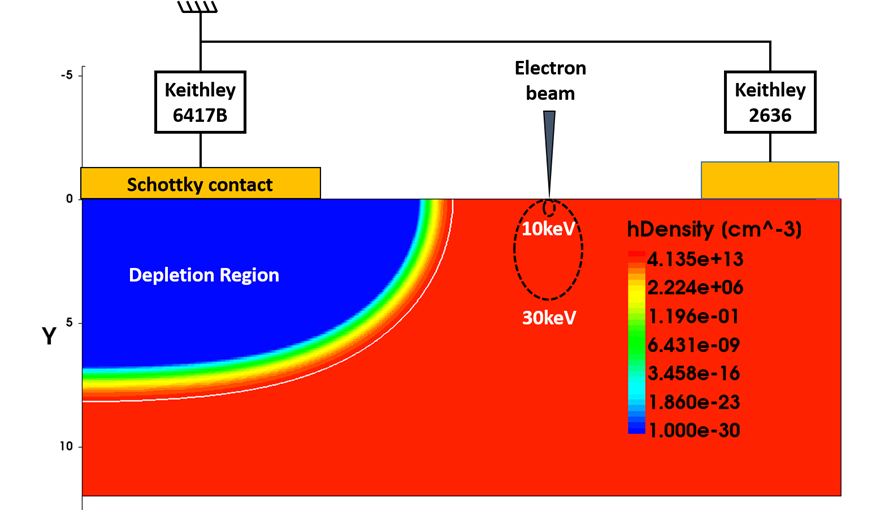 -5
Keithley
6417B
Electron
beam
Keithley
2636
Schottky contact
0
10keV
hDensity (cm^-3)
4.135e+13
Depletion Region
2.224e+06
1.196e-01
30keV
5
Y
6.431e-09
3.458e-16
1.860e-23
1.000e-30
10